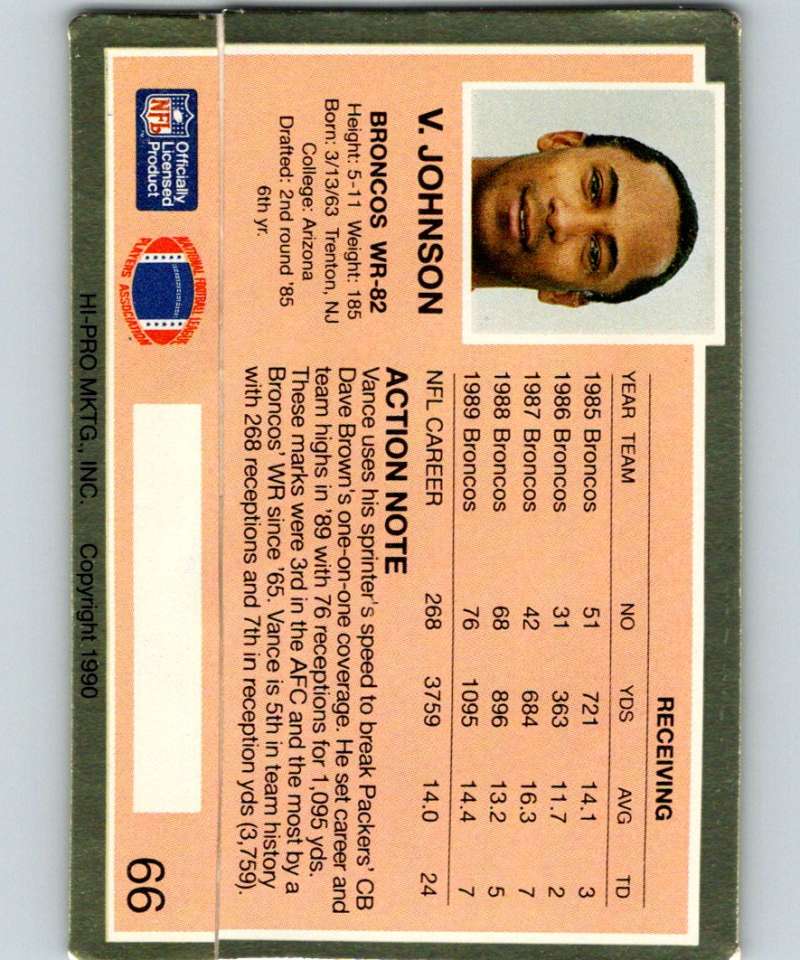 V. JOHNSON
BRONCOS WR-82
Height: 5-11 Weight: 185
Born: 3/13/63 Trenton, NJ
College: Arizona
Drafted: 2nd round '85
6th yr.
RECEIVING
YEAR TEAM NO YDS AVG TD
1985 Broncos 51 721 14.1 3
1986 Broncos 31 363 11.7 2
1987 Broncos 42 684 16.3 7
1988 Broncos 68 896 13.2 5
1989 Broncos 76 1095 14.4 7
NFL CAREER 268 3759 14.0 24
ACTION NOTE
Vance uses his sprinter's speed to break Packers' CB
Dave Brown's one-on-one coverage. He set career and
team highs in '89 with 76 receptions for 1,095 yds.
These marks were 3rd in the AFC and the most by a
Broncos' WR since '65. Vance is 5th in team history
with 268 receptions and 7th in reception yds (3,759).
NFL
Officially
Licensed
Product
NATIONAL FOOTBALL LEAGUE
PLAYERS ASSOCIATION
66
HI-PRO MKTG., INC. Copyright 1990